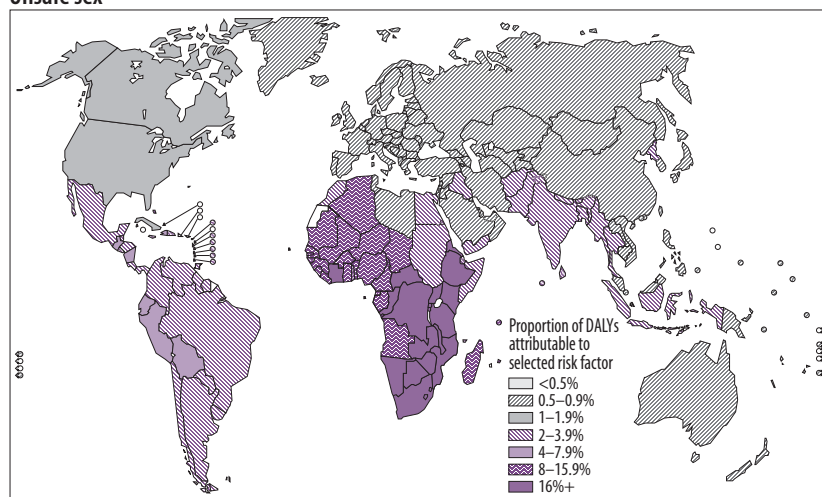 Unsafe sex
Proportion of DALYs
attributable to
selected risk factor
<0.5%
0.5–0.9%
1–1.9%
2–3.9%
4–7.9%
8–15.9%
16%+